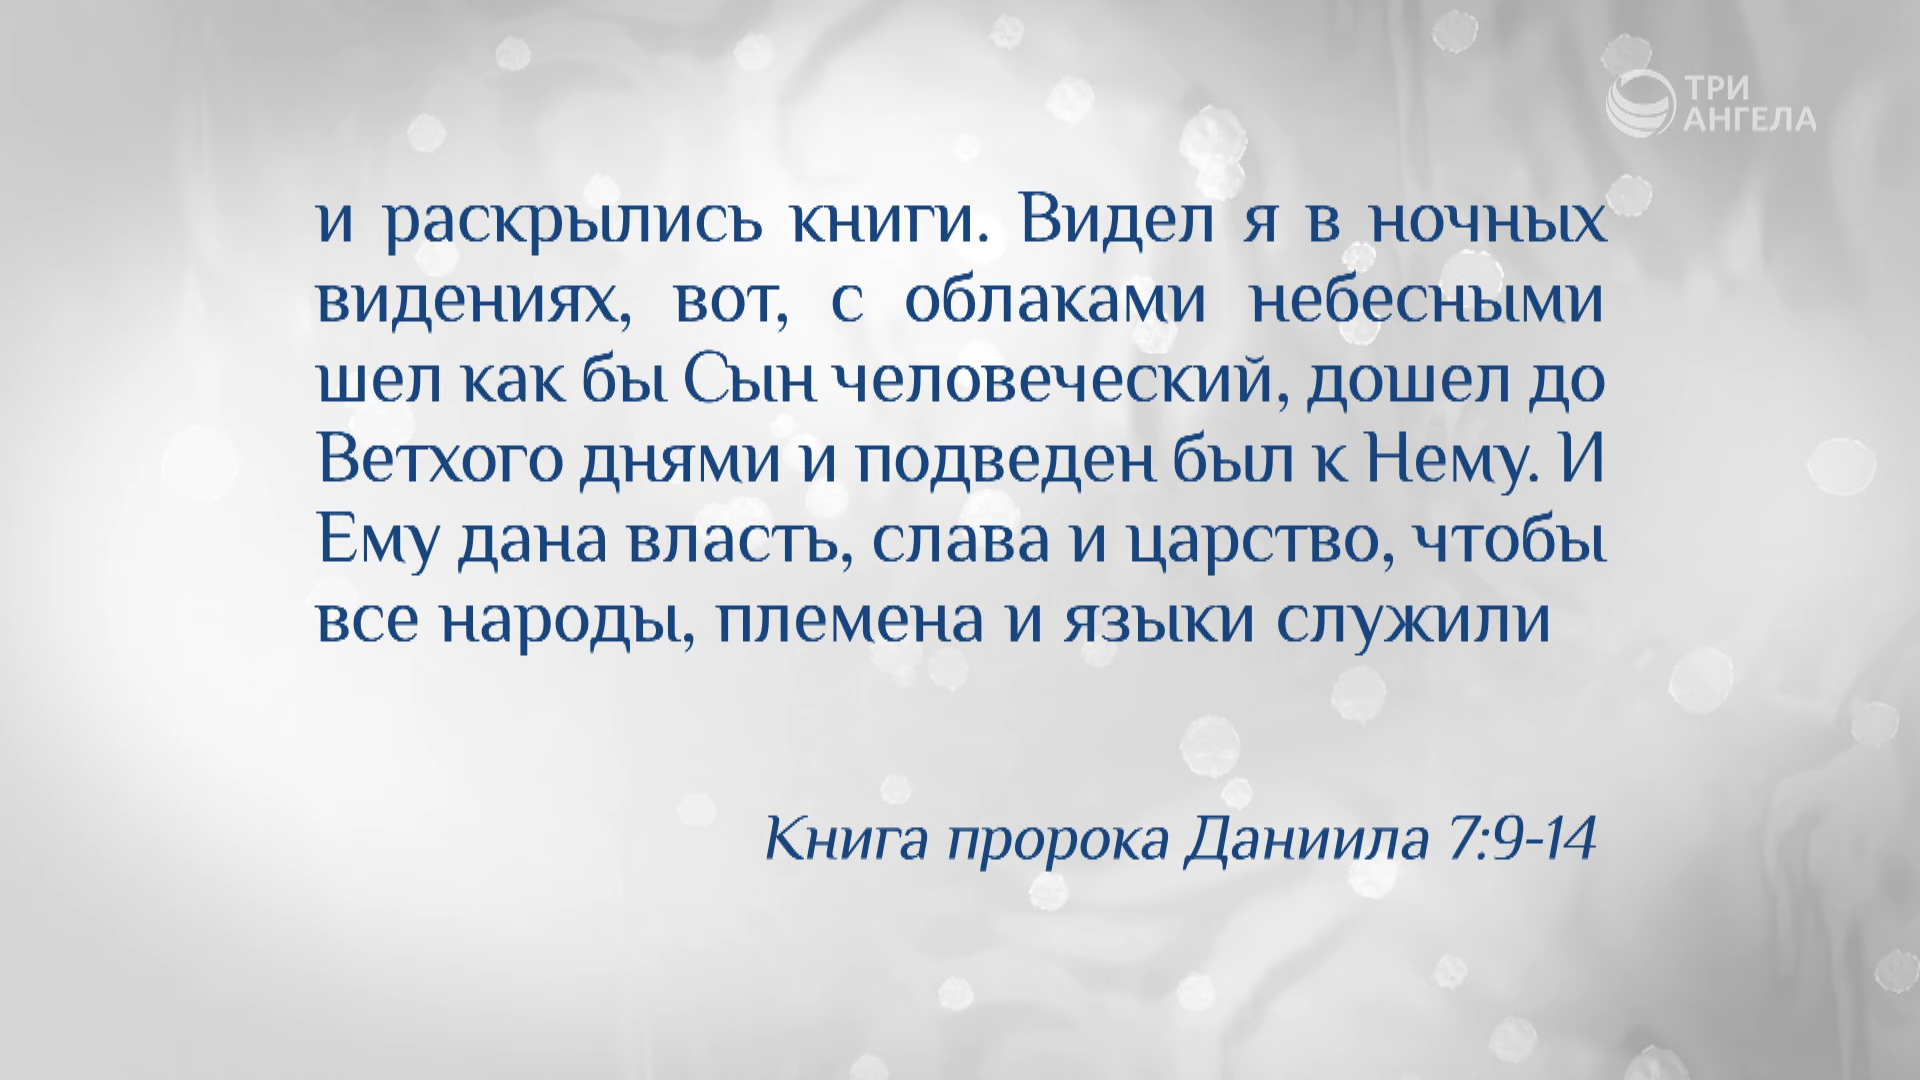 ТРИ
АНГЕЛА
и раскрылись книги. Видел я в ночных
видениях, вот, с облаками небесными
шел как бы Сын человеческий, дошел до
Ветхого днями и подведен был к Нему. И
Ему дана власть, слава и царство, чтобы
все народы, племена и языки служили
Книга пророка Даниила 7:9-14